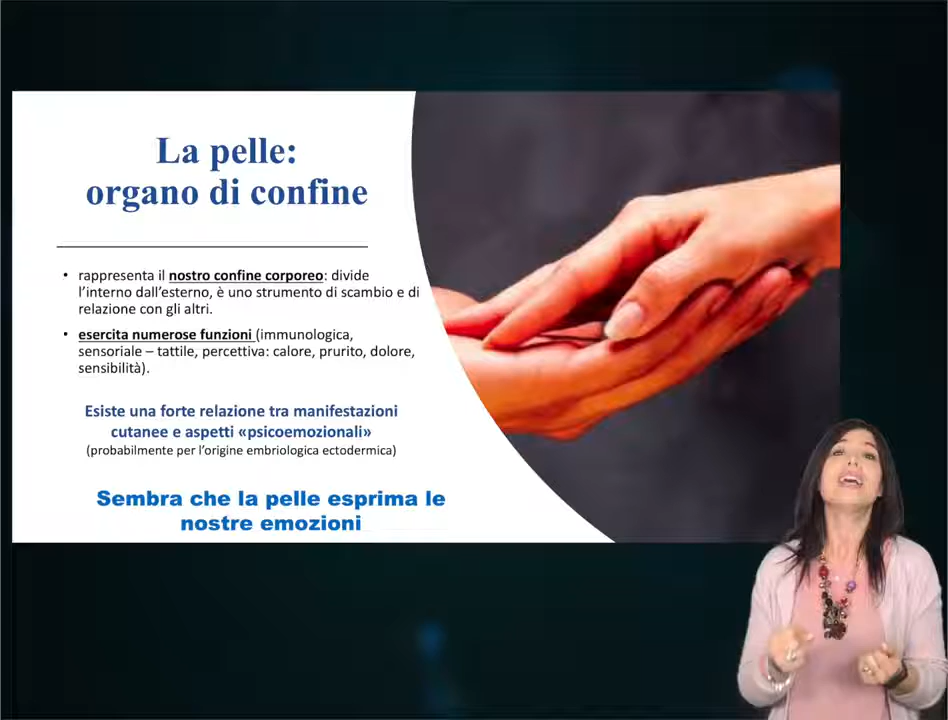 La pelle:
organo di confine
• rappresenta il nostro confine corporeo: divide
l'interno dall'esterno, è uno strumento di scambio e di
relazione con gli altri.
• esercita numerose funzioni (immunologica,
sensoriale – tattile, percettiva: calore, prurito, dolore,
sensibilità).
Esiste una forte relazione tra manifestazioni
cutanee e aspetti «psicoemozionali»
(probabilmente per l'origine embriologica ectodermica)
Sembra che la pelle esprima le
nostre emozioni